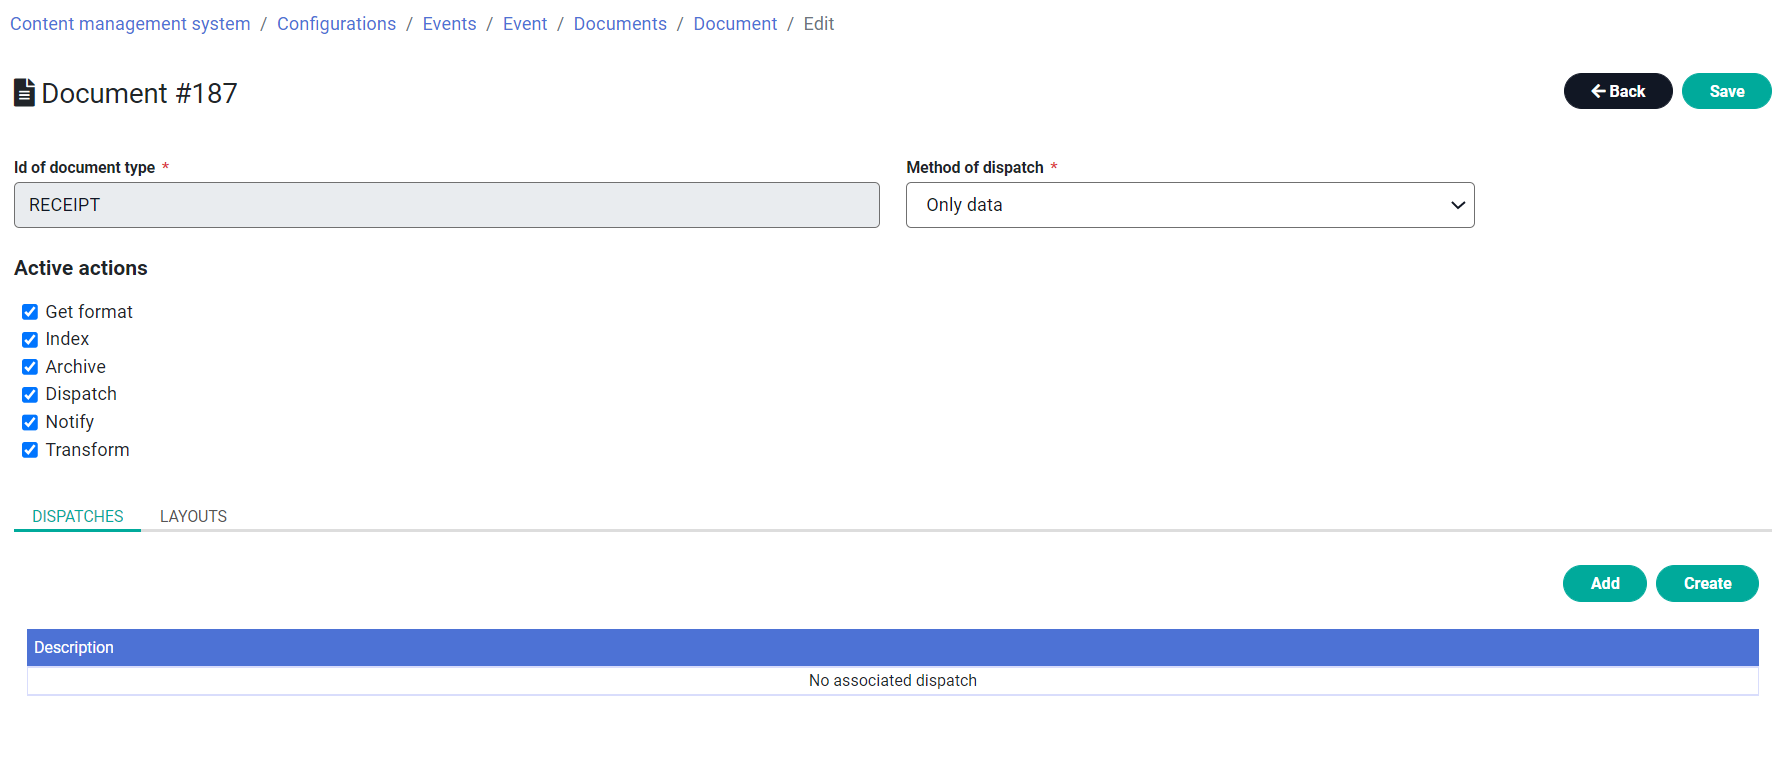 Content management system / Configurations / Events / Event / Documents / Document / Edit
Document #187
Back
Save
Id of document type *
RECEIPT
Method of dispatch *
Only data
Active actions
Get format
Index
Archive
Dispatch
Notify
Transform
DISPATCHES LAYOUTS
Add Create
Description
No associated dispatch